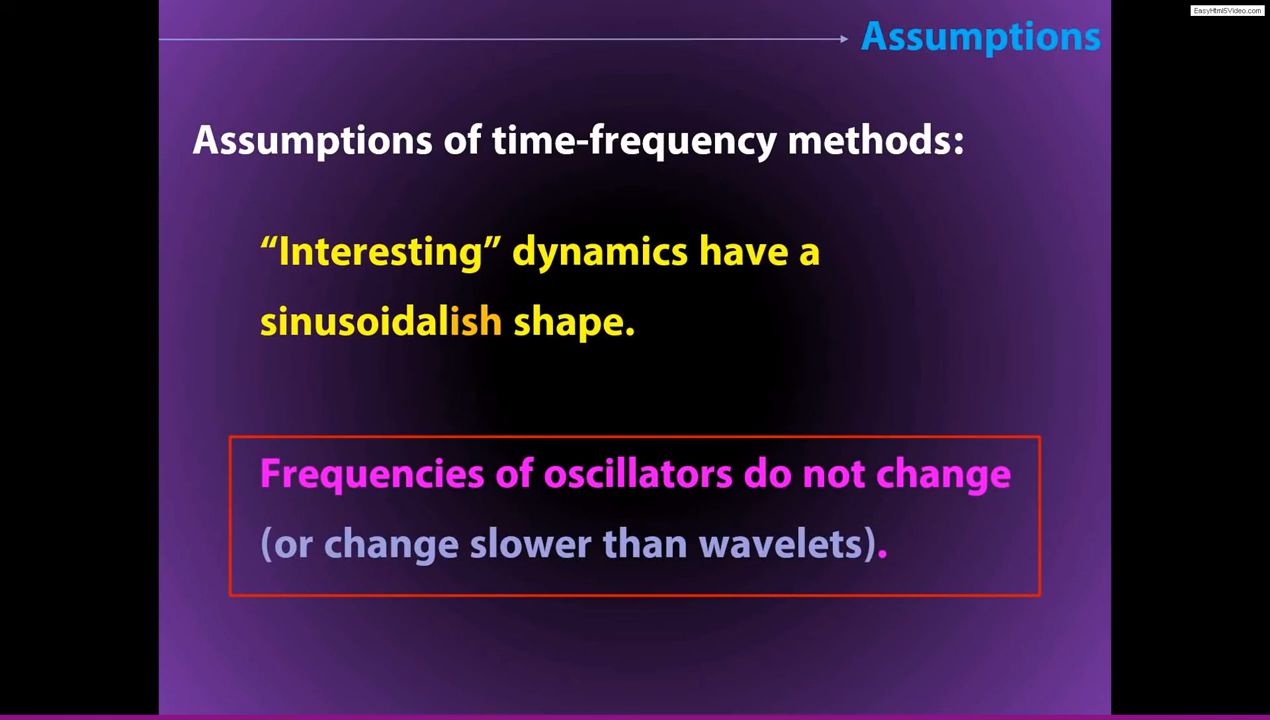 EasyHtml5Video.com
Assumptions
Assumptions of time-frequency methods:
“Interesting” dynamics have a
sinusoidalish shape.
Frequencies of oscillators do not change
(or change slower than wavelets).